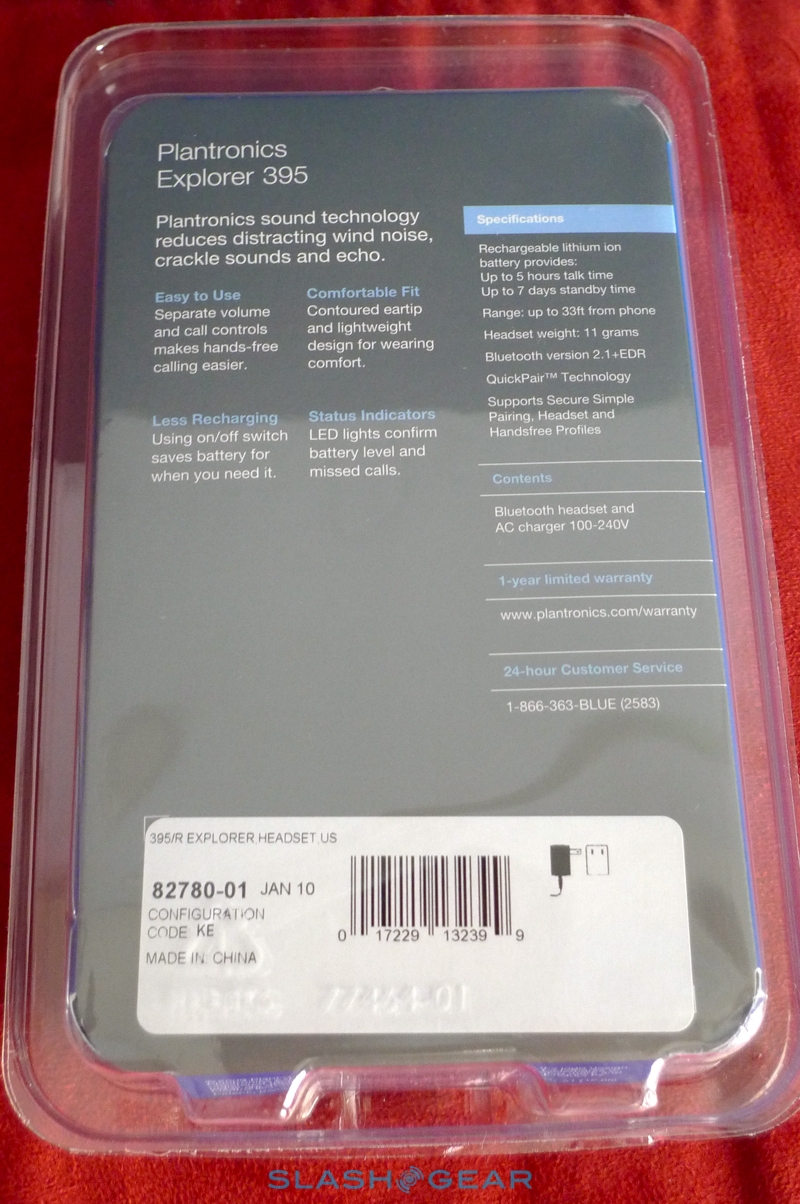 Plantronics
Explorer 395
Plantronics sound technology
reduces distracting wind noise,
crackle sounds and echo.
Easy to Use
Separate volume
and call controls
makes hands-free
calling easier.
Comfortable Fit
Contoured eartip
and lightweight
design for wearing
comfort.
Less Recharging
Using on/off switch
saves battery for
when you need it.
Status Indicators
LED lights confirm
battery level and
missed calls.
Specifications
Rechargeable lithium ion
battery provides:
Up to 5 hours talk time
Up to 7 days standby time
Range: up to 33ft from phone
Headset weight: 11 grams
Bluetooth version 2.1+EDR
QuickPair™ Technology
Supports Secure Simple
Pairing, Headset and
Handsfree Profiles
Contents
Bluetooth headset and
AC charger 100-240V
1-year limited warranty
www.plantronics.com/warranty
24-hour Customer Service
1-866-363-BLUE (2583)
395/R EXPLORER HEADSET,US
82780-01 JAN 10
CONFIGURATION
CODE KE
MADE IN: CHINA
0 17229 13239 9
SLASHGEAR